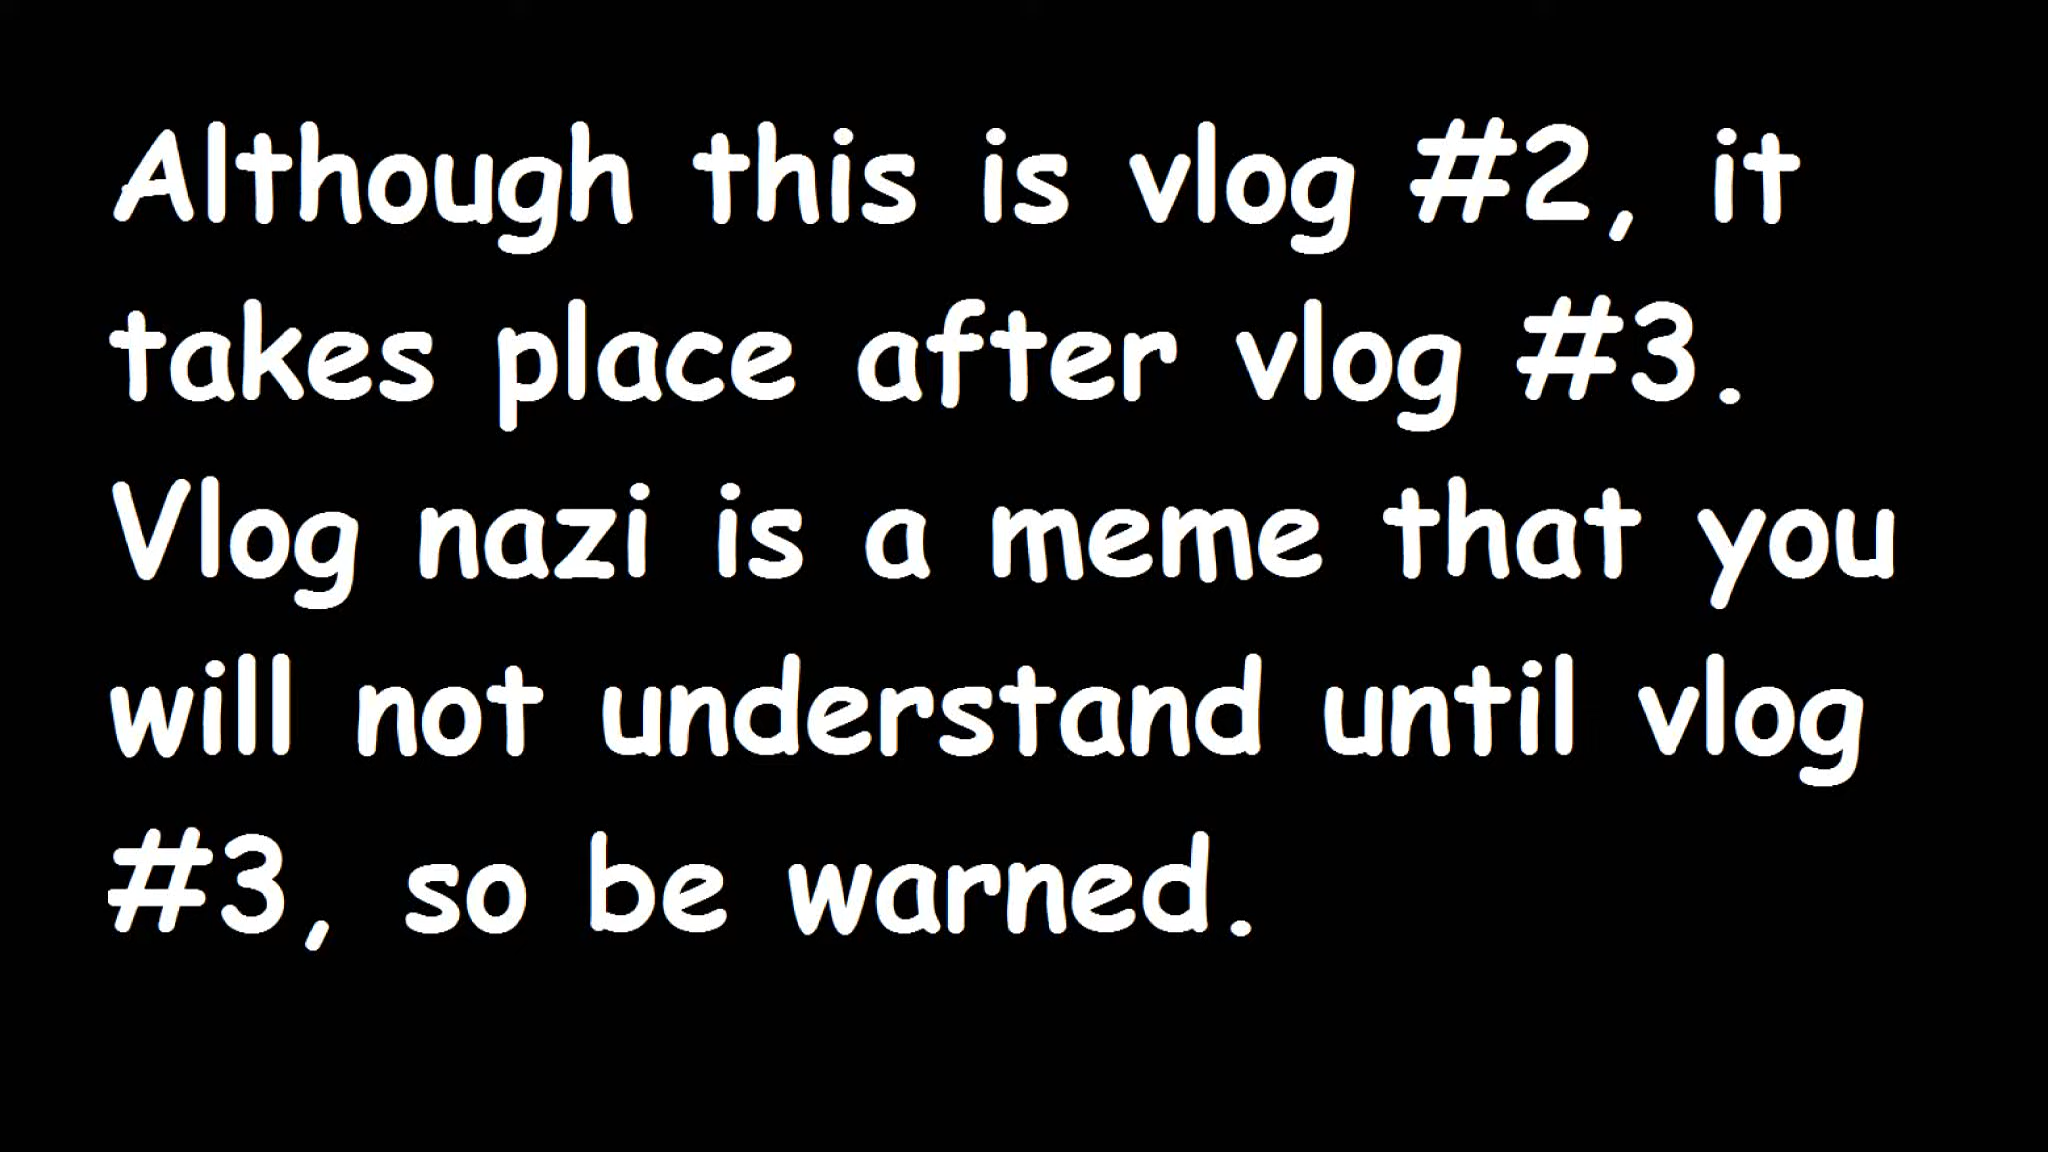 Although this is vlog #2, it
takes place after vlog #3.
Vlog nazi is a meme that you
will not understand until vlog
#3, so be warned.